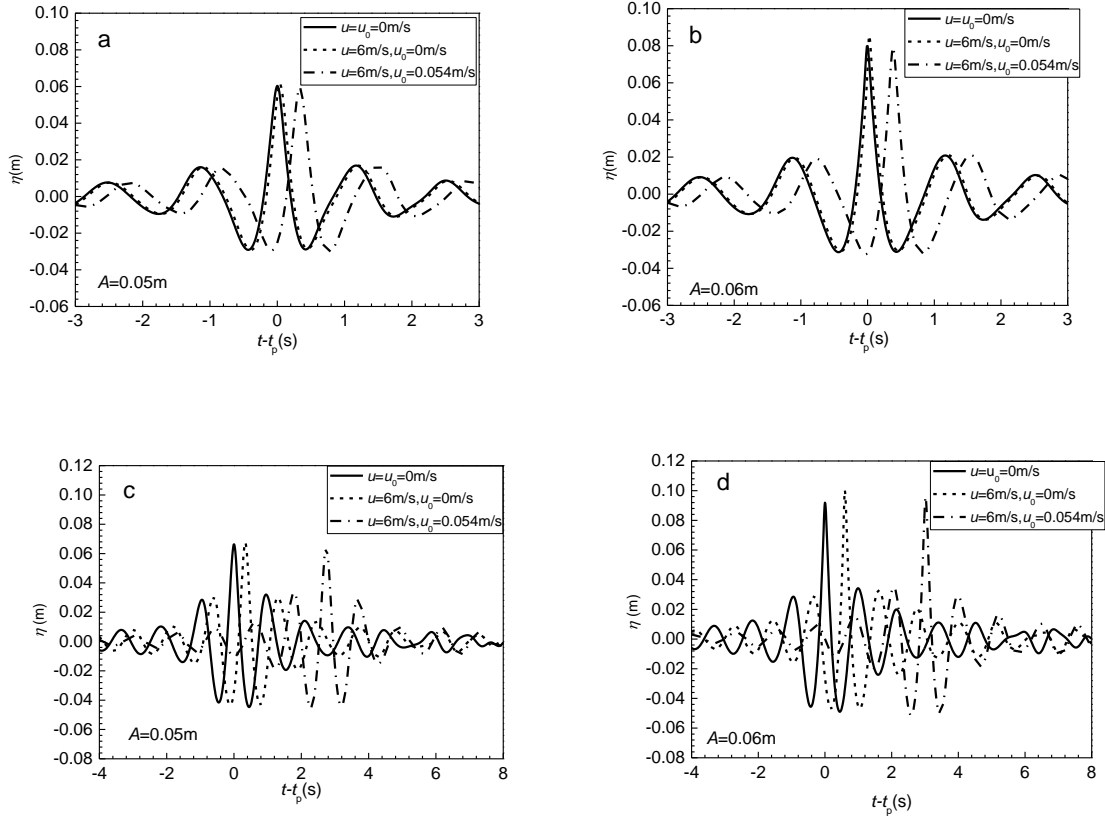 a
u=u0=0m/s
u=6m/s,u0=0m/s
u=6m/s,u0=0.054m/s
0.10
0.08
0.06
0.04
0.02
0.00
-0.02
-0.04
-0.06
η(m)
A=0.05m
-3 -2 -1 0 1 2 3
t-tp(s)
b
u=u0=0m/s
u=6m/s,u0=0m/s
u=6m/s,u0=0.054m/s
0.10
0.08
0.06
0.04
0.02
0.00
-0.02
-0.04
-0.06
η(m)
A=0.06m
-3 -2 -1 0 1 2 3
t-tp(s)
c
u=u0=0m/s
u=6m/s,u0=0m/s
u=6m/s,u0=0.054m/s
0.12
0.10
0.08
0.06
0.04
0.02
0.00
-0.02
-0.04
-0.06
-0.08
η (m)
A=0.05m
-4 -2 0 2 4 6 8
t-tp(s)
d
u=u0=0m/s
u=6m/s,u0=0m/s
u=6m/s,u0=0.054m/s
0.12
0.10
0.08
0.06
0.04
0.02
0.00
-0.02
-0.04
-0.06
-0.08
η (m)
A=0.06m
-4 -2 0 2 4 6 8
t-tp(s)